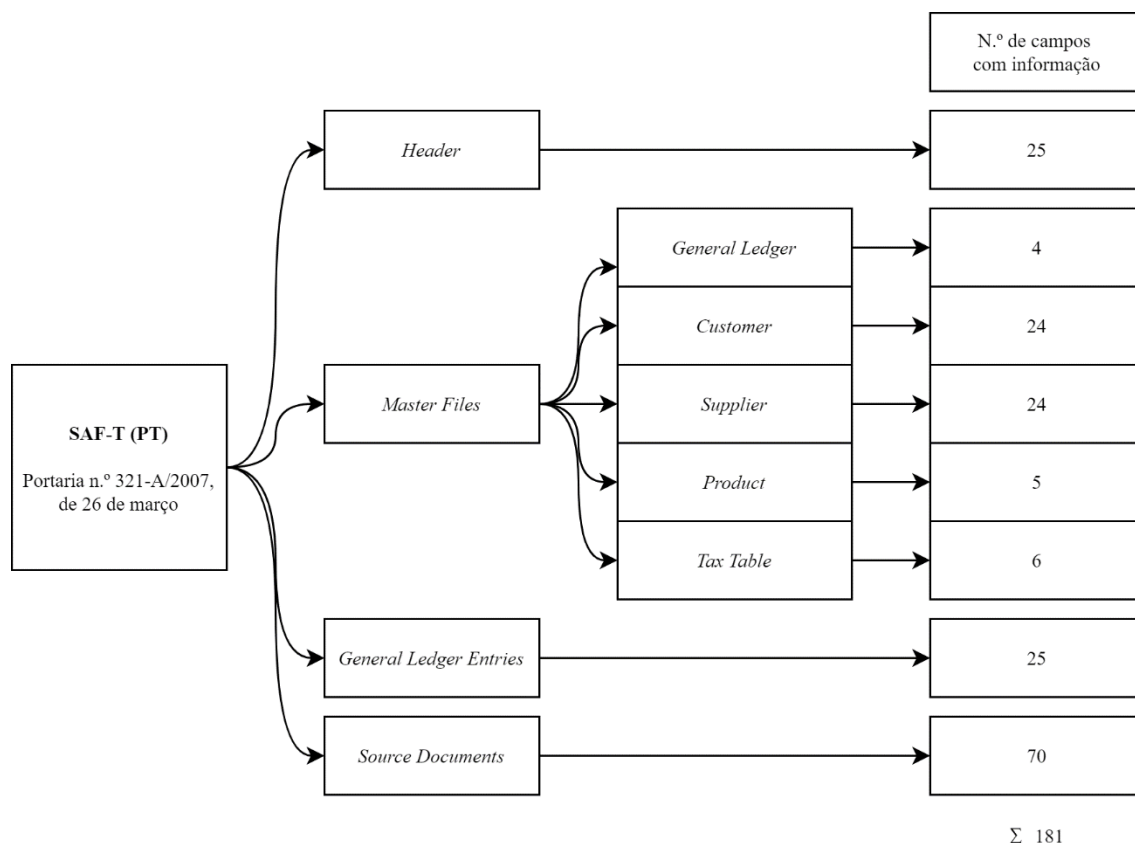 N.º de campos
com informação
Header
25
General Ledger
4
Customer
24
Master Files
Supplier
24
SAF-T (PT)
Portaria n.º 321-A/2007,
de 26 de março
Product
5
Tax Table
6
General Ledger Entries
25
Source Documents
70
Σ 181